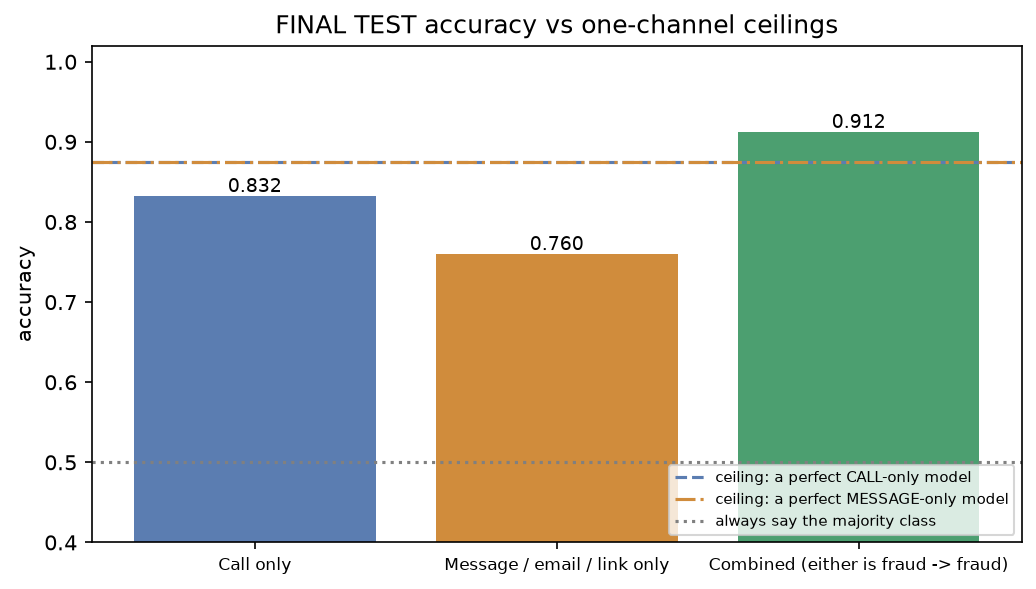 FINAL TEST accuracy vs one-channel ceilings
accuracy
1.0
0.9
0.8
0.7
0.6
0.5
0.4
0.832
0.760
0.912
ceiling: a perfect CALL-only model
ceiling: a perfect MESSAGE-only model
always say the majority class
Call only
Message / email / link only
Combined (either is fraud -> fraud)